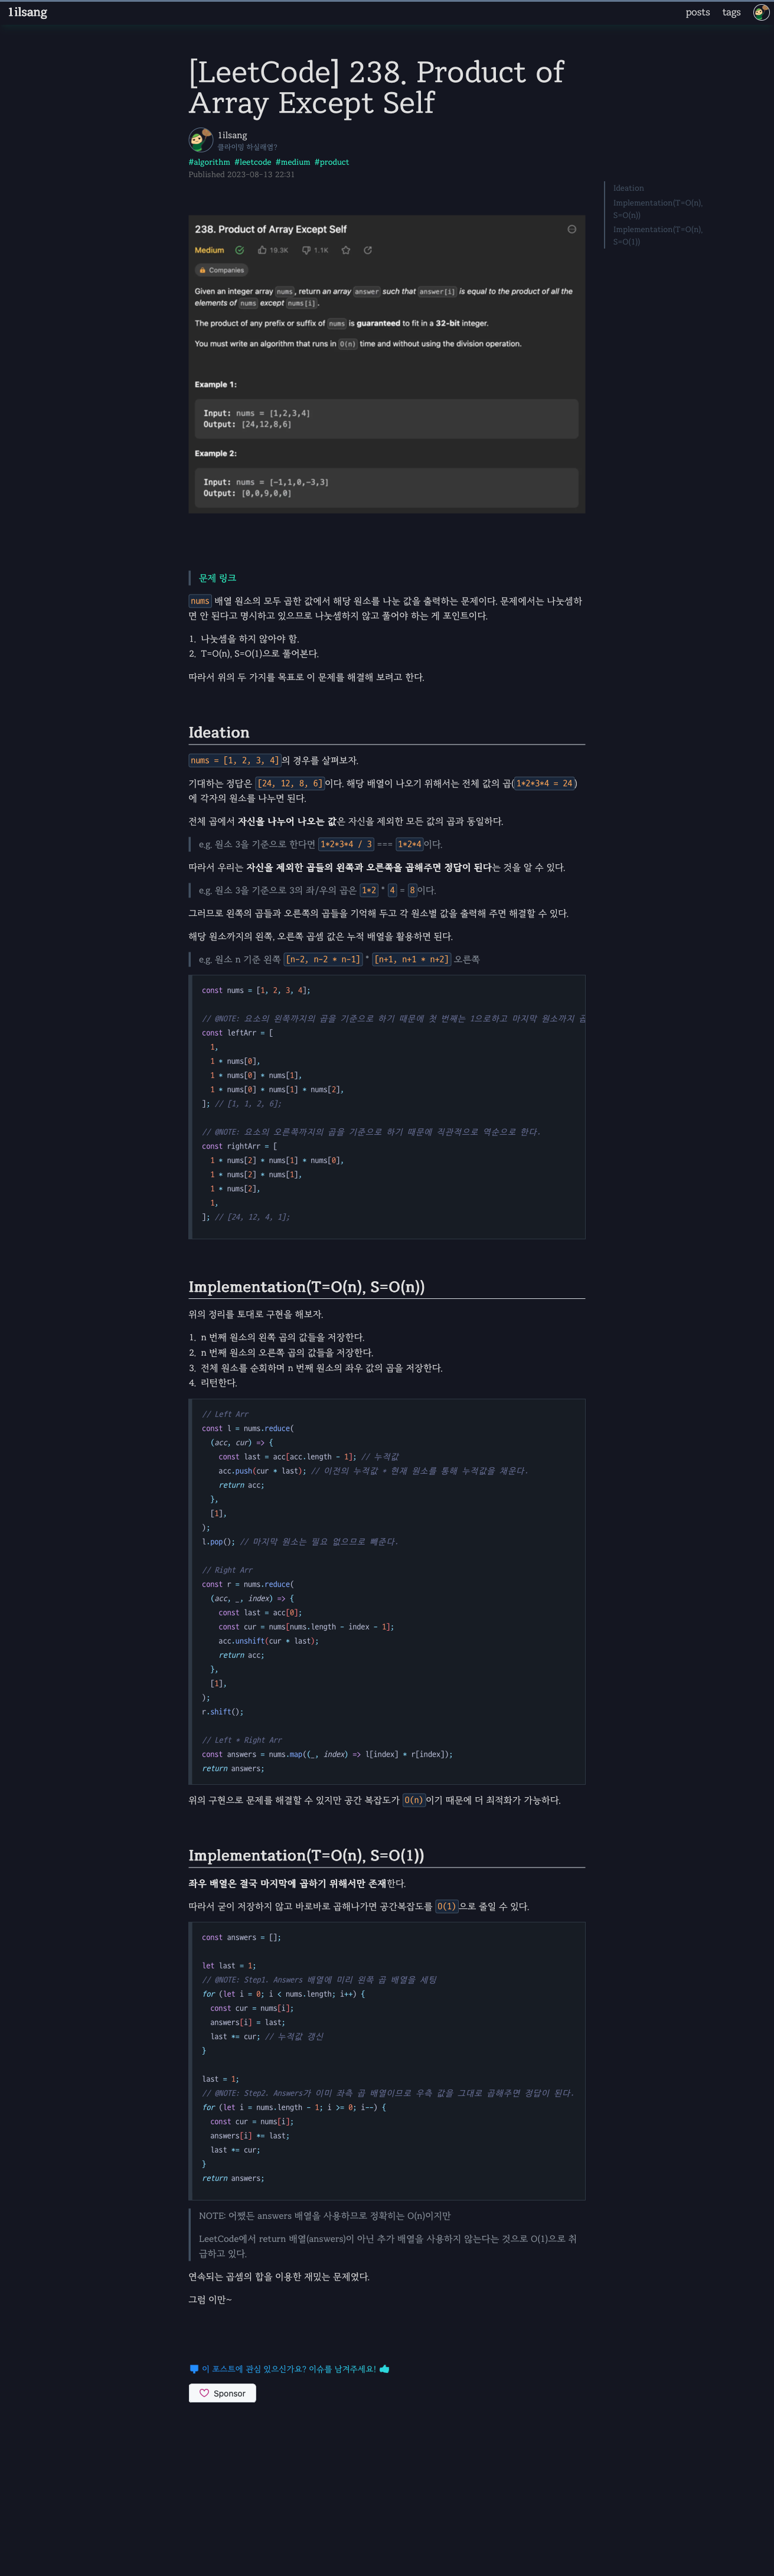 1ilsang
posts tags
[LeetCode] 238. Product of
Array Except Self
1ilsang
클라이밍 하실래염?
#algorithm #leetcode #medium #product
Published 2023-08-13 22:31
Ideation
Implementation(T=O(n),
S=O(n))
Implementation(T=O(n),
S=O(1))
238. Product of Array Except Self
Medium 19.3K 1.1K
Companies
Given an integer array nums, return an array answer such that answer[i] is equal to the product of all the
elements of nums except nums[i].
The product of any prefix or suffix of nums is guaranteed to fit in a 32-bit integer.
You must write an algorithm that runs in O(n) time and without using the division operation.
Example 1:
Input: nums = [1,2,3,4]
Output: [24,12,8,6]
Example 2:
Input: nums = [-1,1,0,-3,3]
Output: [0,0,9,0,0]
문제 링크
nums 배열 원소의 모두 곱한 값에서 해당 원소를 나눈 값을 출력하는 문제이다. 문제에서는 나눗셈하
면 안 된다고 명시하고 있으므로 나눗셈하지 않고 풀어야 하는 게 포인트이다.
1. 나눗셈을 하지 않아야 함.
2. T=O(n), S=O(1)으로 풀어본다.
따라서 위의 두 가지를 목표로 이 문제를 해결해 보려고 한다.
Ideation
nums = [1, 2, 3, 4]의 경우를 살펴보자.
기대하는 정답은 [24, 12, 8, 6]이다. 해당 배열이 나오기 위해서는 전체 값의 곱(1*2*3*4 = 24)
에 각자의 원소를 나누면 된다.
전체 곱에서 자신을 나누어 나오는 값은 자신을 제외한 모든 값의 곱과 동일하다.
e.g. 원소 3을 기준으로 한다면 1*2*3*4 / 3 === 1*2*4이다.
따라서 우리는 자신을 제외한 곱들의 왼쪽과 오른쪽을 곱해주면 정답이 된다는 것을 알 수 있다.
e.g. 원소 3을 기준으로 3의 좌/우의 곱은 1*2 * 4 = 8이다.
그러므로 왼쪽의 곱들과 오른쪽의 곱들을 기억해 두고 각 원소별 값을 출력해 주면 해결할 수 있다.
해당 원소까지의 왼쪽, 오른쪽 곱셈 값은 누적 배열을 활용하면 된다.
e.g. 원소 n 기준 왼쪽 [n-2, n-2 * n-1] * [n+1, n+1 * n+2] 오른쪽
const nums = [1, 2, 3, 4];
// @NOTE: 요소의 왼쪽까지의 곱을 기준으로 하기 때문에 첫 번째는 1으로하고 마지막 원소까지 곱
const leftArr = [
1,
1 * nums[0],
1 * nums[0] * nums[1],
1 * nums[0] * nums[1] * nums[2],
]; // [1, 1, 2, 6];
// @NOTE: 요소의 오른쪽까지의 곱을 기준으로 하기 때문에 직관적으로 역순으로 한다.
const rightArr = [
1 * nums[2] * nums[1] * nums[0],
1 * nums[2] * nums[1],
1 * nums[2],
1,
]; // [24, 12, 4, 1];
Implementation(T=O(n), S=O(n))
위의 정리를 토대로 구현을 해보자.
1. n 번째 원소의 왼쪽 곱의 값들을 저장한다.
2. n 번째 원소의 오른쪽 곱의 값들을 저장한다.
3. 전체 원소를 순회하며 n 번째 원소의 좌우 값의 곱을 저장한다.
4. 리턴한다.
// Left Arr
const l = nums.reduce(
(acc, cur) => {
const last = acc[acc.length - 1]; // 누적값
acc.push(cur * last); // 이전의 누적값 * 현재 원소를 통해 누적값을 채운다.
return acc;
},
[1],
);
l.pop(); // 마지막 원소는 필요 없으므로 빼준다.
// Right Arr
const r = nums.reduce(
(acc, _, index) => {
const last = acc[0];
const cur = nums[nums.length - index - 1];
acc.unshift(cur * last);
return acc;
},
[1],
);
r.shift();
// Left * Right Arr
const answers = nums.map((_, index) => l[index] * r[index]);
return answers;
위의 구현으로 문제를 해결할 수 있지만 공간 복잡도가 O(n)이기 때문에 더 최적화가 가능하다.
Implementation(T=O(n), S=O(1))
좌우 배열은 결국 마지막에 곱하기 위해서만 존재한다.
따라서 굳이 저장하지 않고 바로바로 곱해나가면 공간복잡도를 O(1)으로 줄일 수 있다.
const answers = [];
let last = 1;
// @NOTE: Step1. Answers 배열에 미리 왼쪽 곱 배열을 세팅
for (let i = 0; i < nums.length; i++) {
const cur = nums[i];
answers[i] = last;
last *= cur; // 누적값 갱신
}
last = 1;
// @NOTE: Step2. Answers가 이미 좌측 곱 배열이므로 우측 값을 그대로 곱해주면 정답이 된다.
for (let i = nums.length - 1; i >= 0; i--) {
const cur = nums[i];
answers[i] *= last;
last *= cur;
}
return answers;
NOTE: 어쨌든 answers 배열을 사용하므로 정확히는 O(n)이지만
LeetCode에서 return 배열(answers)이 아닌 추가 배열을 사용하지 않는다는 것으로 O(1)으로 취
급하고 있다.
연속되는 곱셈의 합을 이용한 재밌는 문제였다.
그럼 이만~
이 포스트에 관심 있으신가요? 이슈를 남겨주세요!
Sponsor